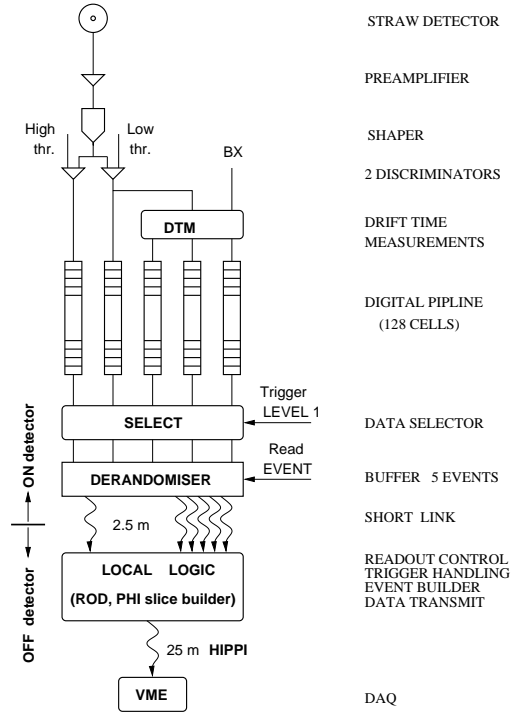 STRAW DETECTOR
PREAMPLIFIER
High thr.
Low thr.
SHAPER
BX
2 DISCRIMINATORS
DTM
DRIFT TIME
MEASUREMENTS
DIGITAL PIPLINE
(128 CELLS)
Trigger
LEVEL 1
SELECT
DATA SELECTOR
Read
EVENT
DERANDOMISER
BUFFER 5 EVENTS
ON detector
2.5 m
SHORT LINK
OFF detector
LOCAL LOGIC
(ROD, PHI slice builder)
READOUT CONTROL
TRIGGER HANDLING
EVENT BUILDER
DATA TRANSMIT
25 m HIPPI
VME
DAQ